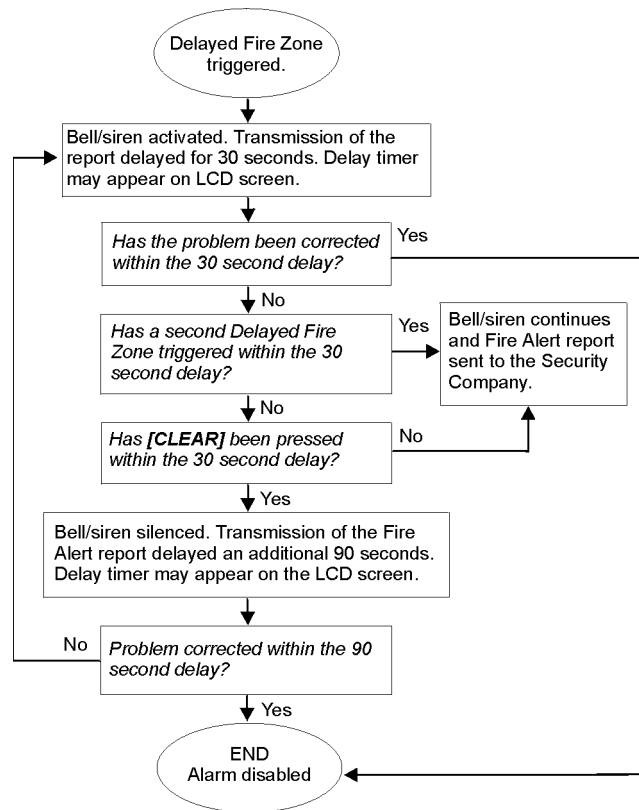 Delayed Fire Zone
triggered.
Bell/siren activated. Transmission of the
report delayed for 30 seconds. Delay timer
may appear on LCD screen.
Has the problem been corrected
within the 30 second delay?
Yes
No
Has a second Delayed Fire
Zone triggered within the 30
second delay?
Yes
Bell/siren continues
and Fire Alert report
sent to the Security
Company.
No
Has [CLEAR] been pressed
within the 30 second delay?
No
Yes
Bell/siren silenced. Transmission of the Fire
Alert report delayed an additional 90 seconds.
Delay timer may appear on the LCD screen.
No
Problem corrected within the 90
second delay?
Yes
END
Alarm disabled